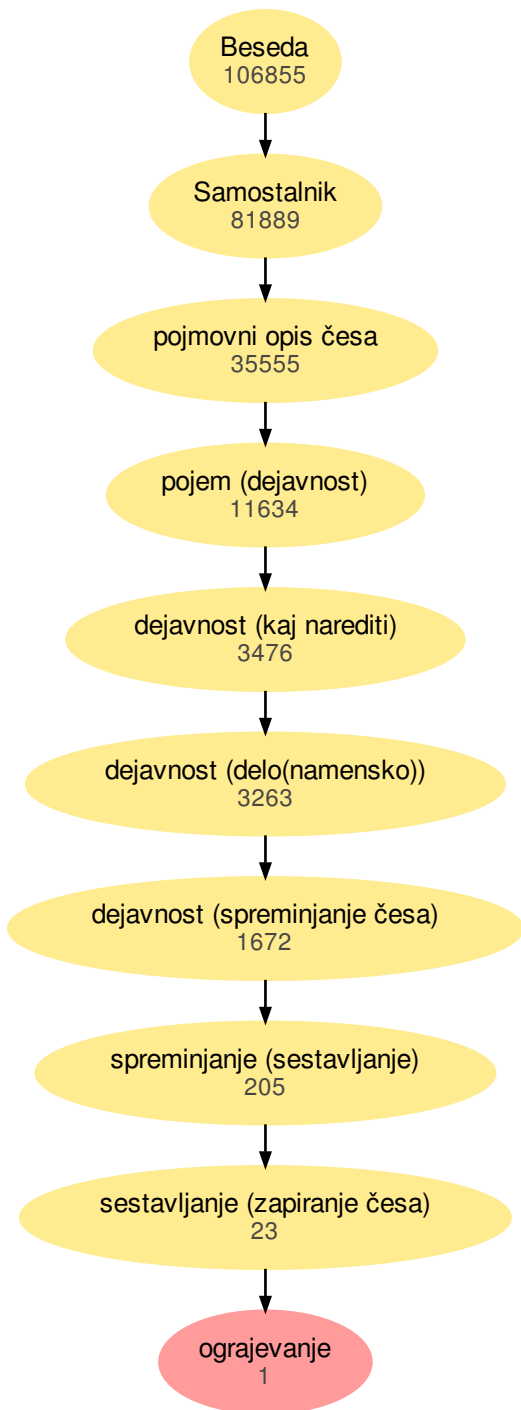 Beseda
106855
Samostalnik
81889
pojmovni opis česa
35555
pojem (dejavnost)
11634
dejavnost (kaj narediti)
3476
dejavnost (delo(namensko))
3263
dejavnost (spreminjanje česa)
1672
spreminjanje (sestavljanje)
205
sestavljanje (zapiranje česa)
23
ograjevanje
1